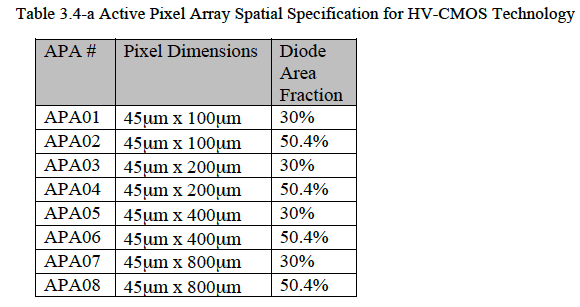 Table 3.4-a Active Pixel Array Spatial Specification for HV-CMOS Technology
APA # Pixel Dimensions Diode
Area
Fraction
APA01 45µm x 100µm 30%
APA02 45µm x 100µm 50.4%
APA03 45µm x 200µm 30%
APA04 45µm x 200µm 50.4%
APA05 45µm x 400µm 30%
APA06 45µm x 400µm 50.4%
APA07 45µm x 800µm 30%
APA08 45µm x 800µm 50.4%